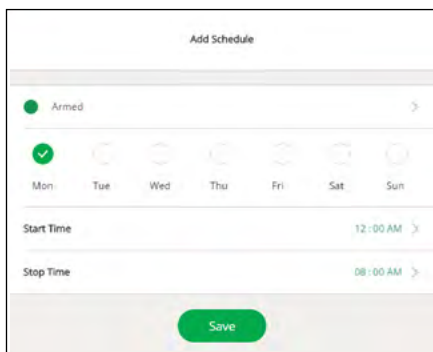 Add Schedule
Armed
Mon Tue Wed Thu Fri Sat Sun
Start Time 12 : 00 AM
Stop Time 08 : 00 AM
Save